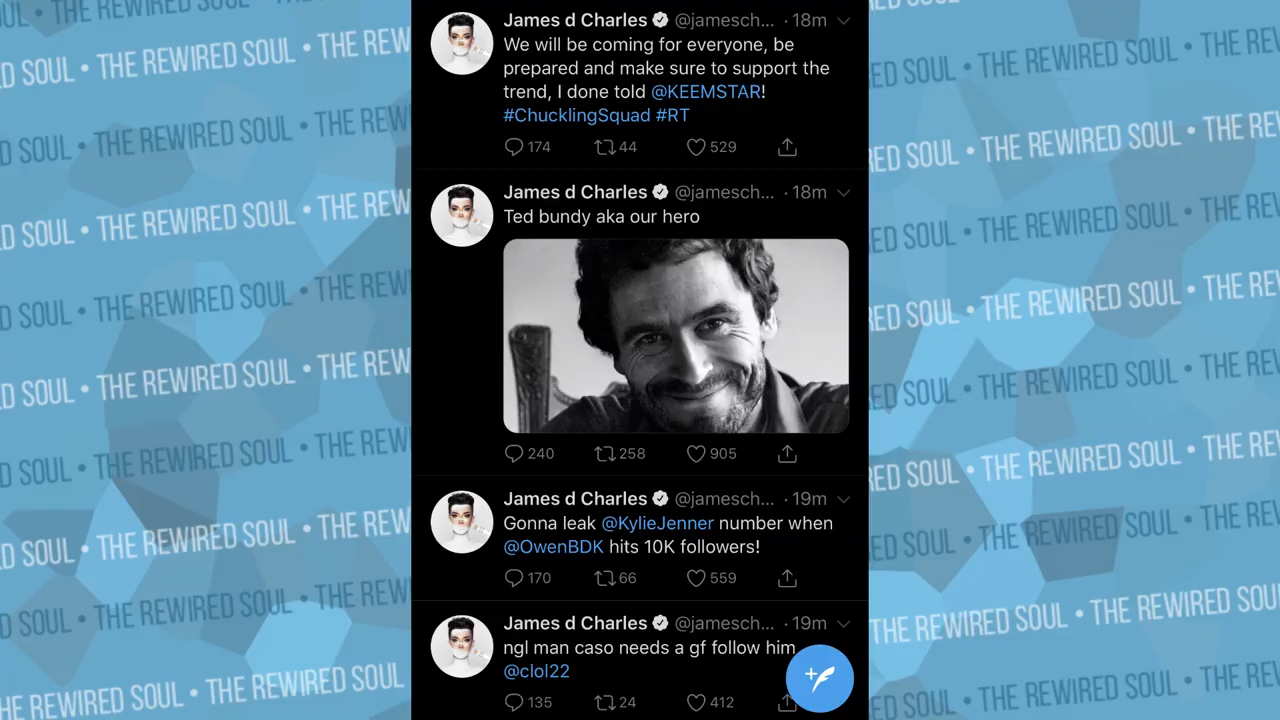 James d Charles @jamesch... · 18m
We will be coming for everyone, be
prepared and make sure to support the
trend, I done told @KEEMSTAR!
#ChucklingSquad #RT
174 44 529
James d Charles @jamesch... · 18m
Ted bundy aka our hero
240 258 905
James d Charles @jamesch... · 19m
Gonna leak @KylieJenner number when
@OwenBDK hits 10K followers!
170 66 559
James d Charles @jamesch... · 19m
ngl man caso needs a gf follow him
@clol22
135 24 412
THE REWIRED SOUL • THE REWIRED SOUL